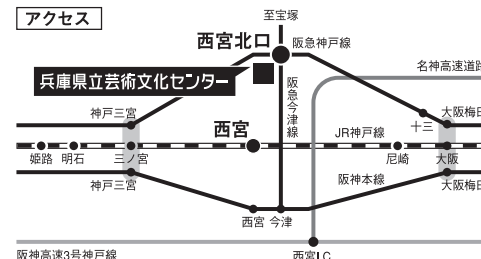 アクセス
至宝塚
西宮北口
阪急神戸線
兵庫県立芸術文化センター
名神高速道路
阪急今津線
神戸三宮
西宮
JR神戸線
十三
大阪梅田
姫路
明石
三ノ宮
尼崎
大阪
神戸三宮
阪神本線
大阪梅田
西宮
今津
阪神高速3号神戸線
西宮I.C